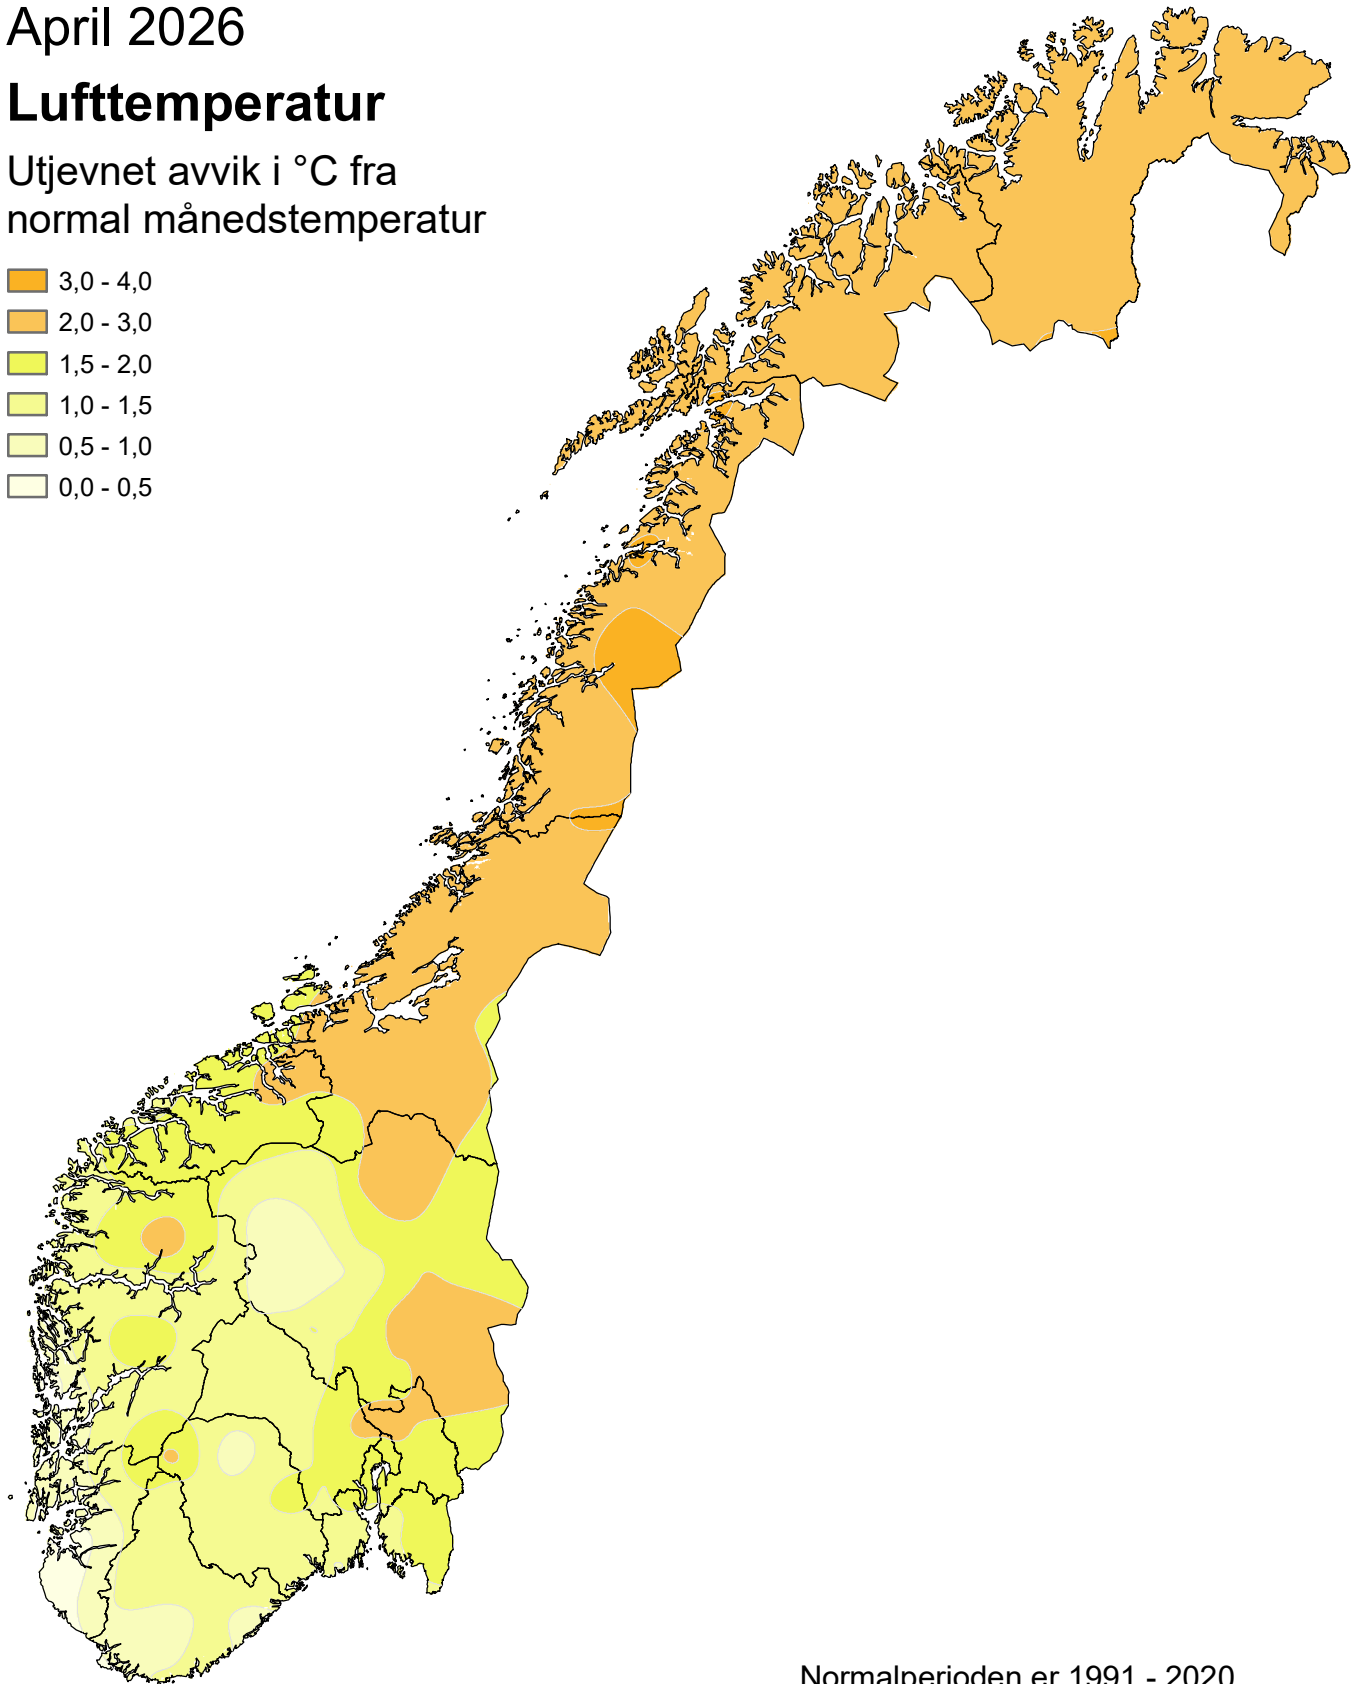 April 2026
Lufttemperatur
Utjevnet avvik i °C fra
normal månedstemperatur
3,0 - 4,0
2,0 - 3,0
1,5 - 2,0
1,0 - 1,5
0,5 - 1,0
0,0 - 0,5
Normalperioden er 1991 - 2020